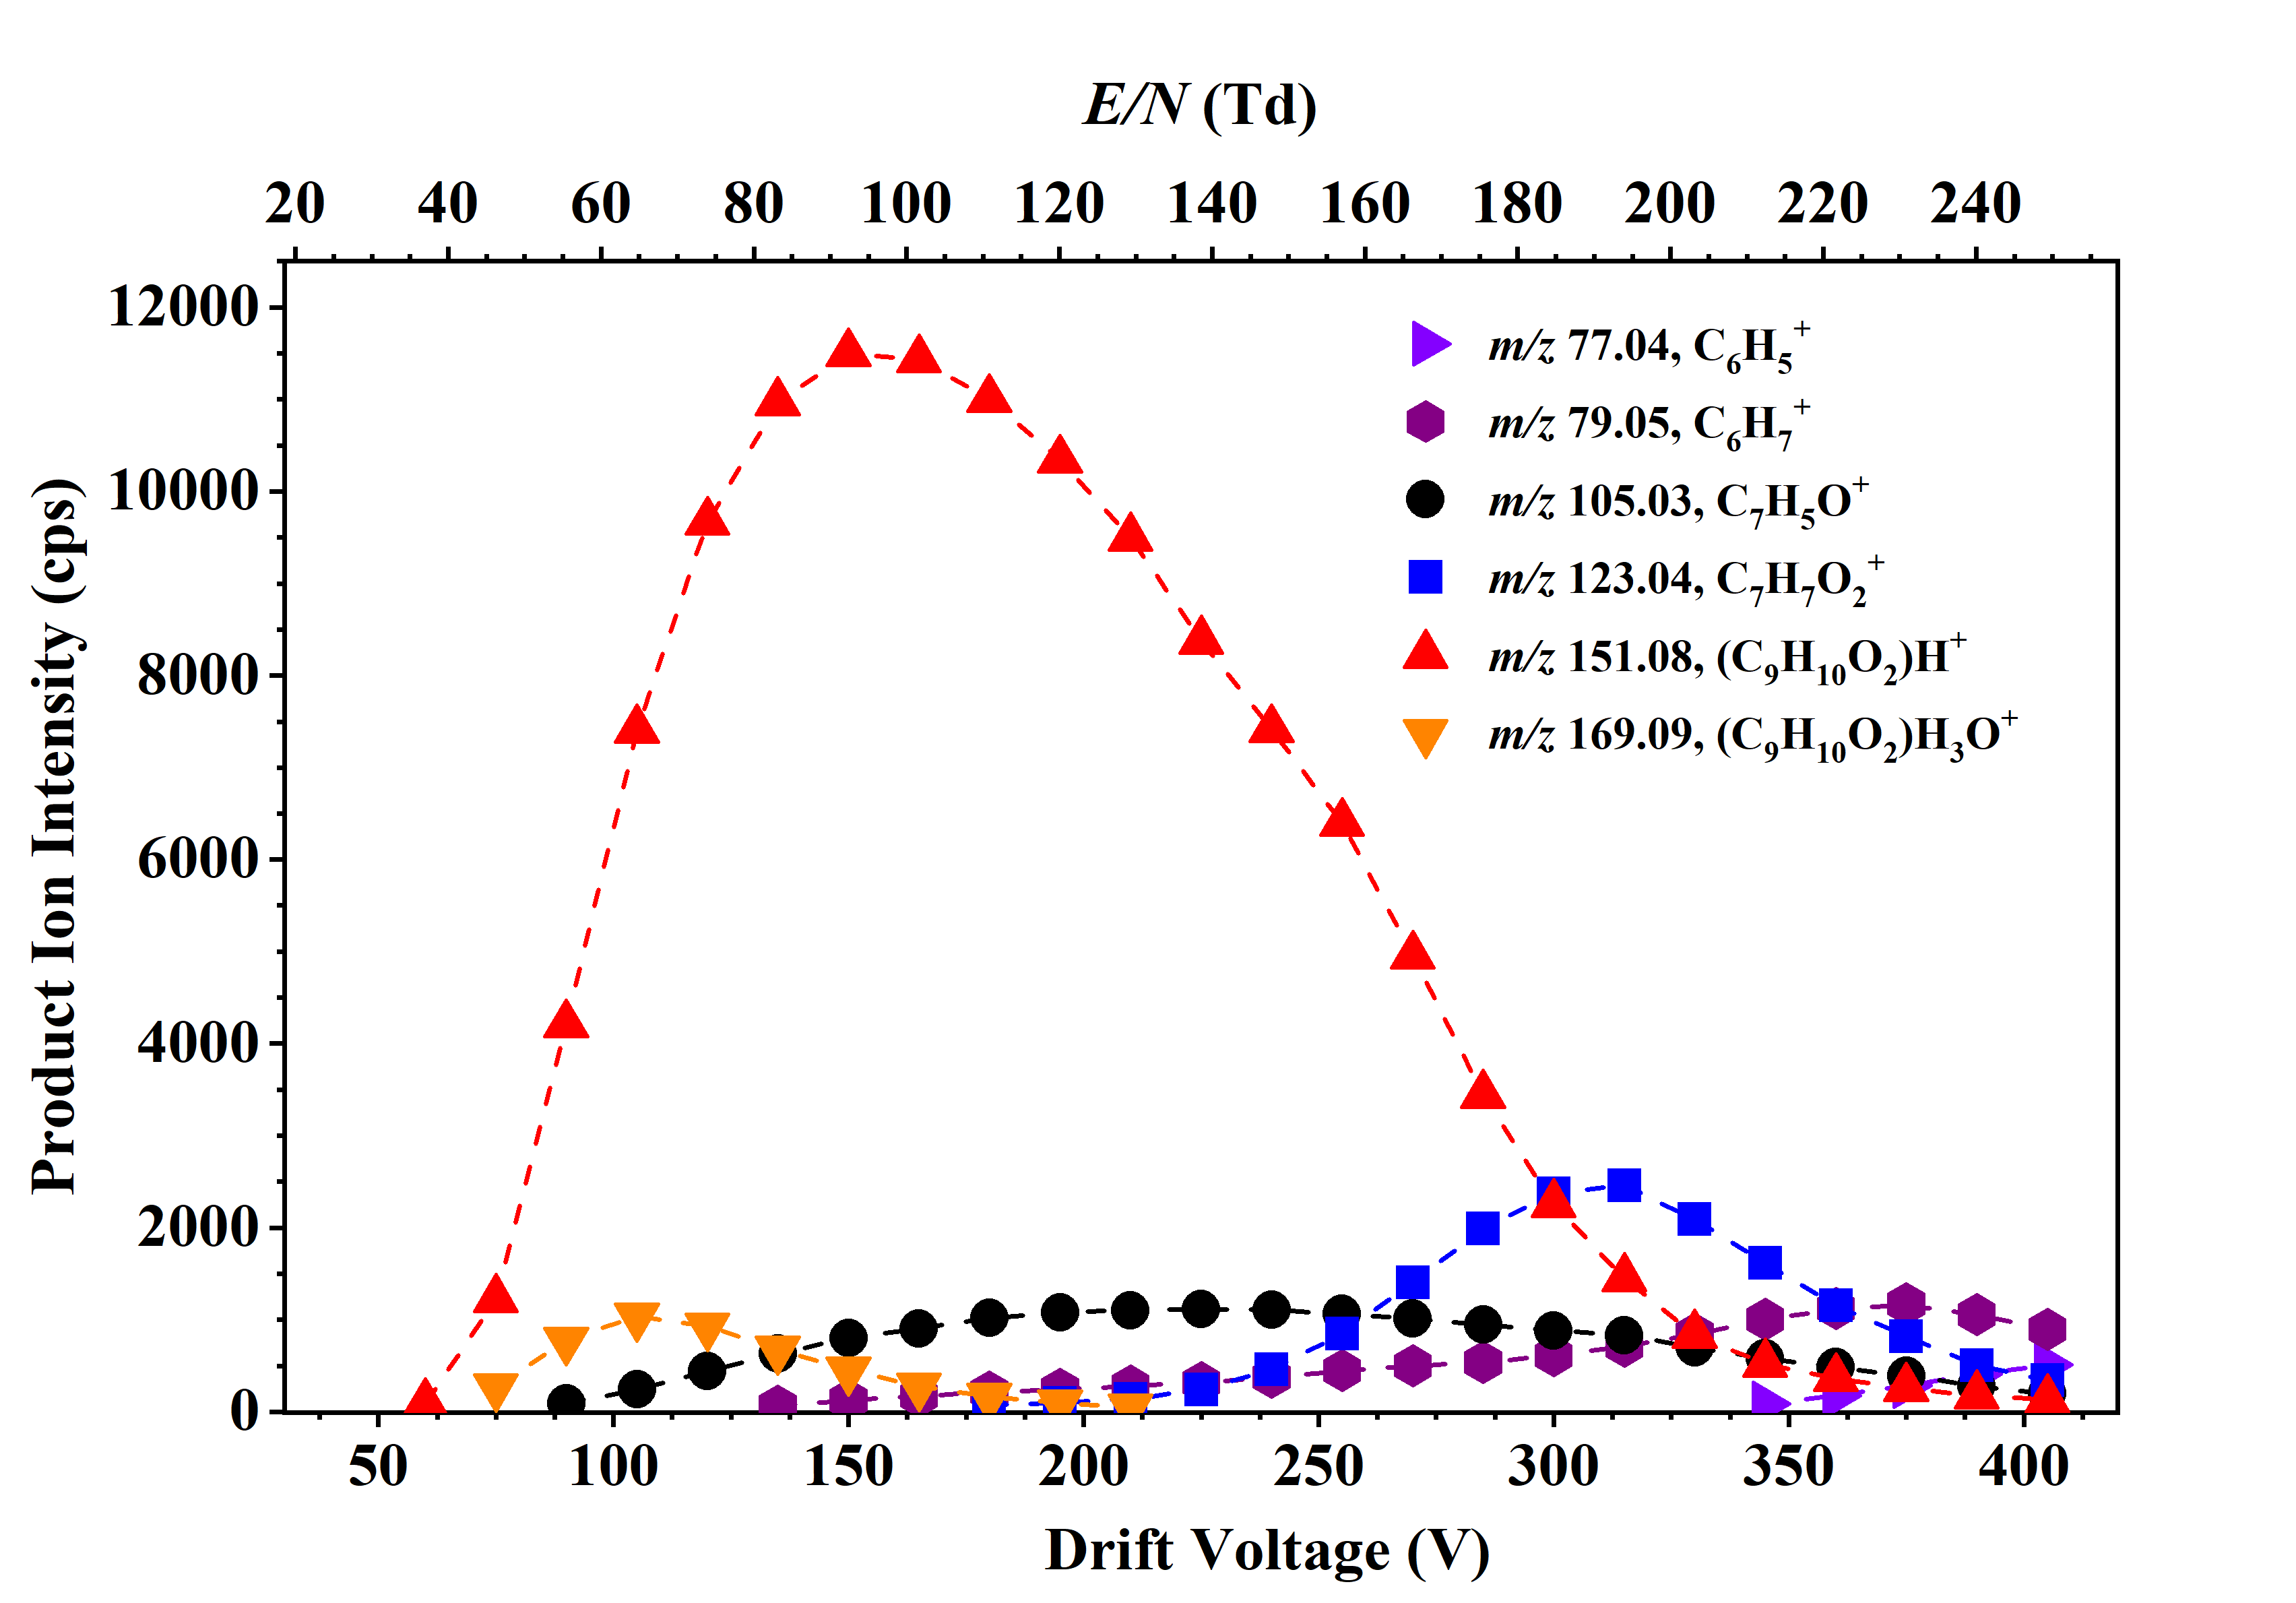 E/N (Td)
20 40 60 80 100 120 140 160 180 200 220 240
12000
10000
8000
6000
4000
2000
0
Product Ion Intensity (cps)
m/z 77.04, C₆H₅⁺
m/z 79.05, C₆H₇⁺
m/z 105.03, C₇H₅O⁺
m/z 123.04, C₇H₇O₂⁺
m/z 151.08, (C₉H₁₀O₂)H⁺
m/z 169.09, (C₉H₁₀O₂)H₃O⁺
50 100 150 200 250 300 350 400
Drift Voltage (V)